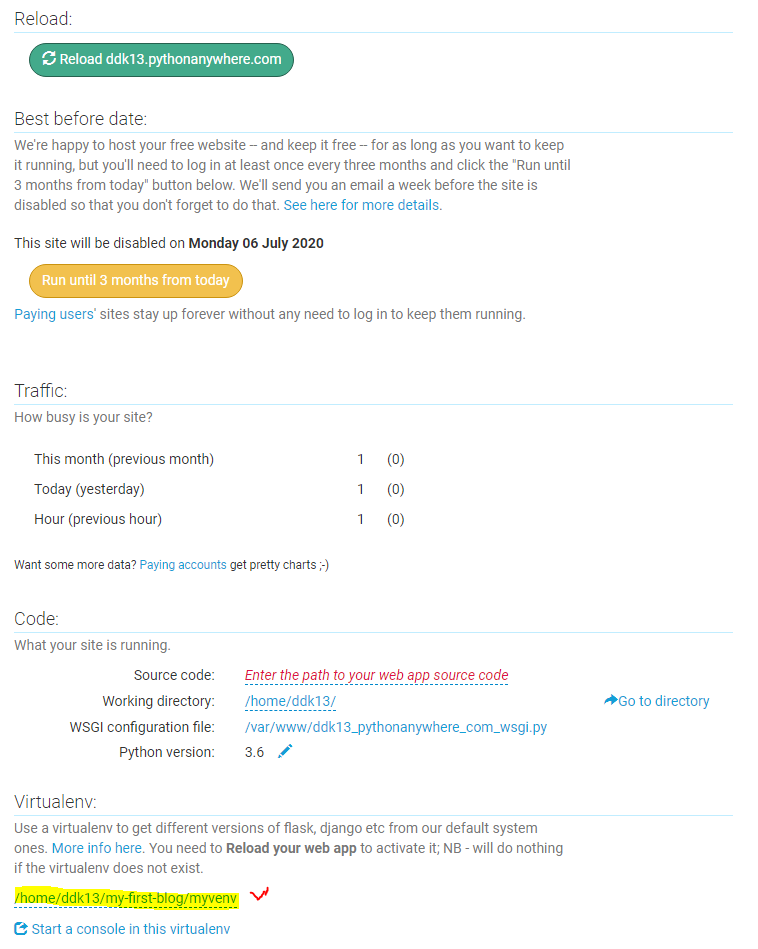 Reload:
Reload ddk13.pythonanywhere.com
Best before date:
We're happy to host your free website -- and keep it free -- for as long as you want to keep
it running, but you'll need to log in at least once every three months and click the "Run until
3 months from today" button below. We'll send you an email a week before the site is
disabled so that you don't forget to do that. See here for more details.
This site will be disabled on Monday 06 July 2020
Run until 3 months from today
Paying users' sites stay up forever without any need to log in to keep them running.
Traffic:
How busy is your site?
This month (previous month) 1 (0)
Today (yesterday) 1 (0)
Hour (previous hour) 1 (0)
Want some more data? Paying accounts get pretty charts ;-)
Code:
What your site is running.
Source code: Enter the path to your web app source code
Working directory: /home/ddk13/ Go to directory
WSGI configuration file: /var/www/ddk13_pythonanywhere_com_wsgi.py
Python version: 3.6
Virtualenv:
Use a virtualenv to get different versions of flask, django etc from our default system
ones. More info here. You need to Reload your web app to activate it; NB - will do nothing
if the virtualenv does not exist.
/home/ddk13/my-first-blog/myvenv
Start a console in this virtualenv